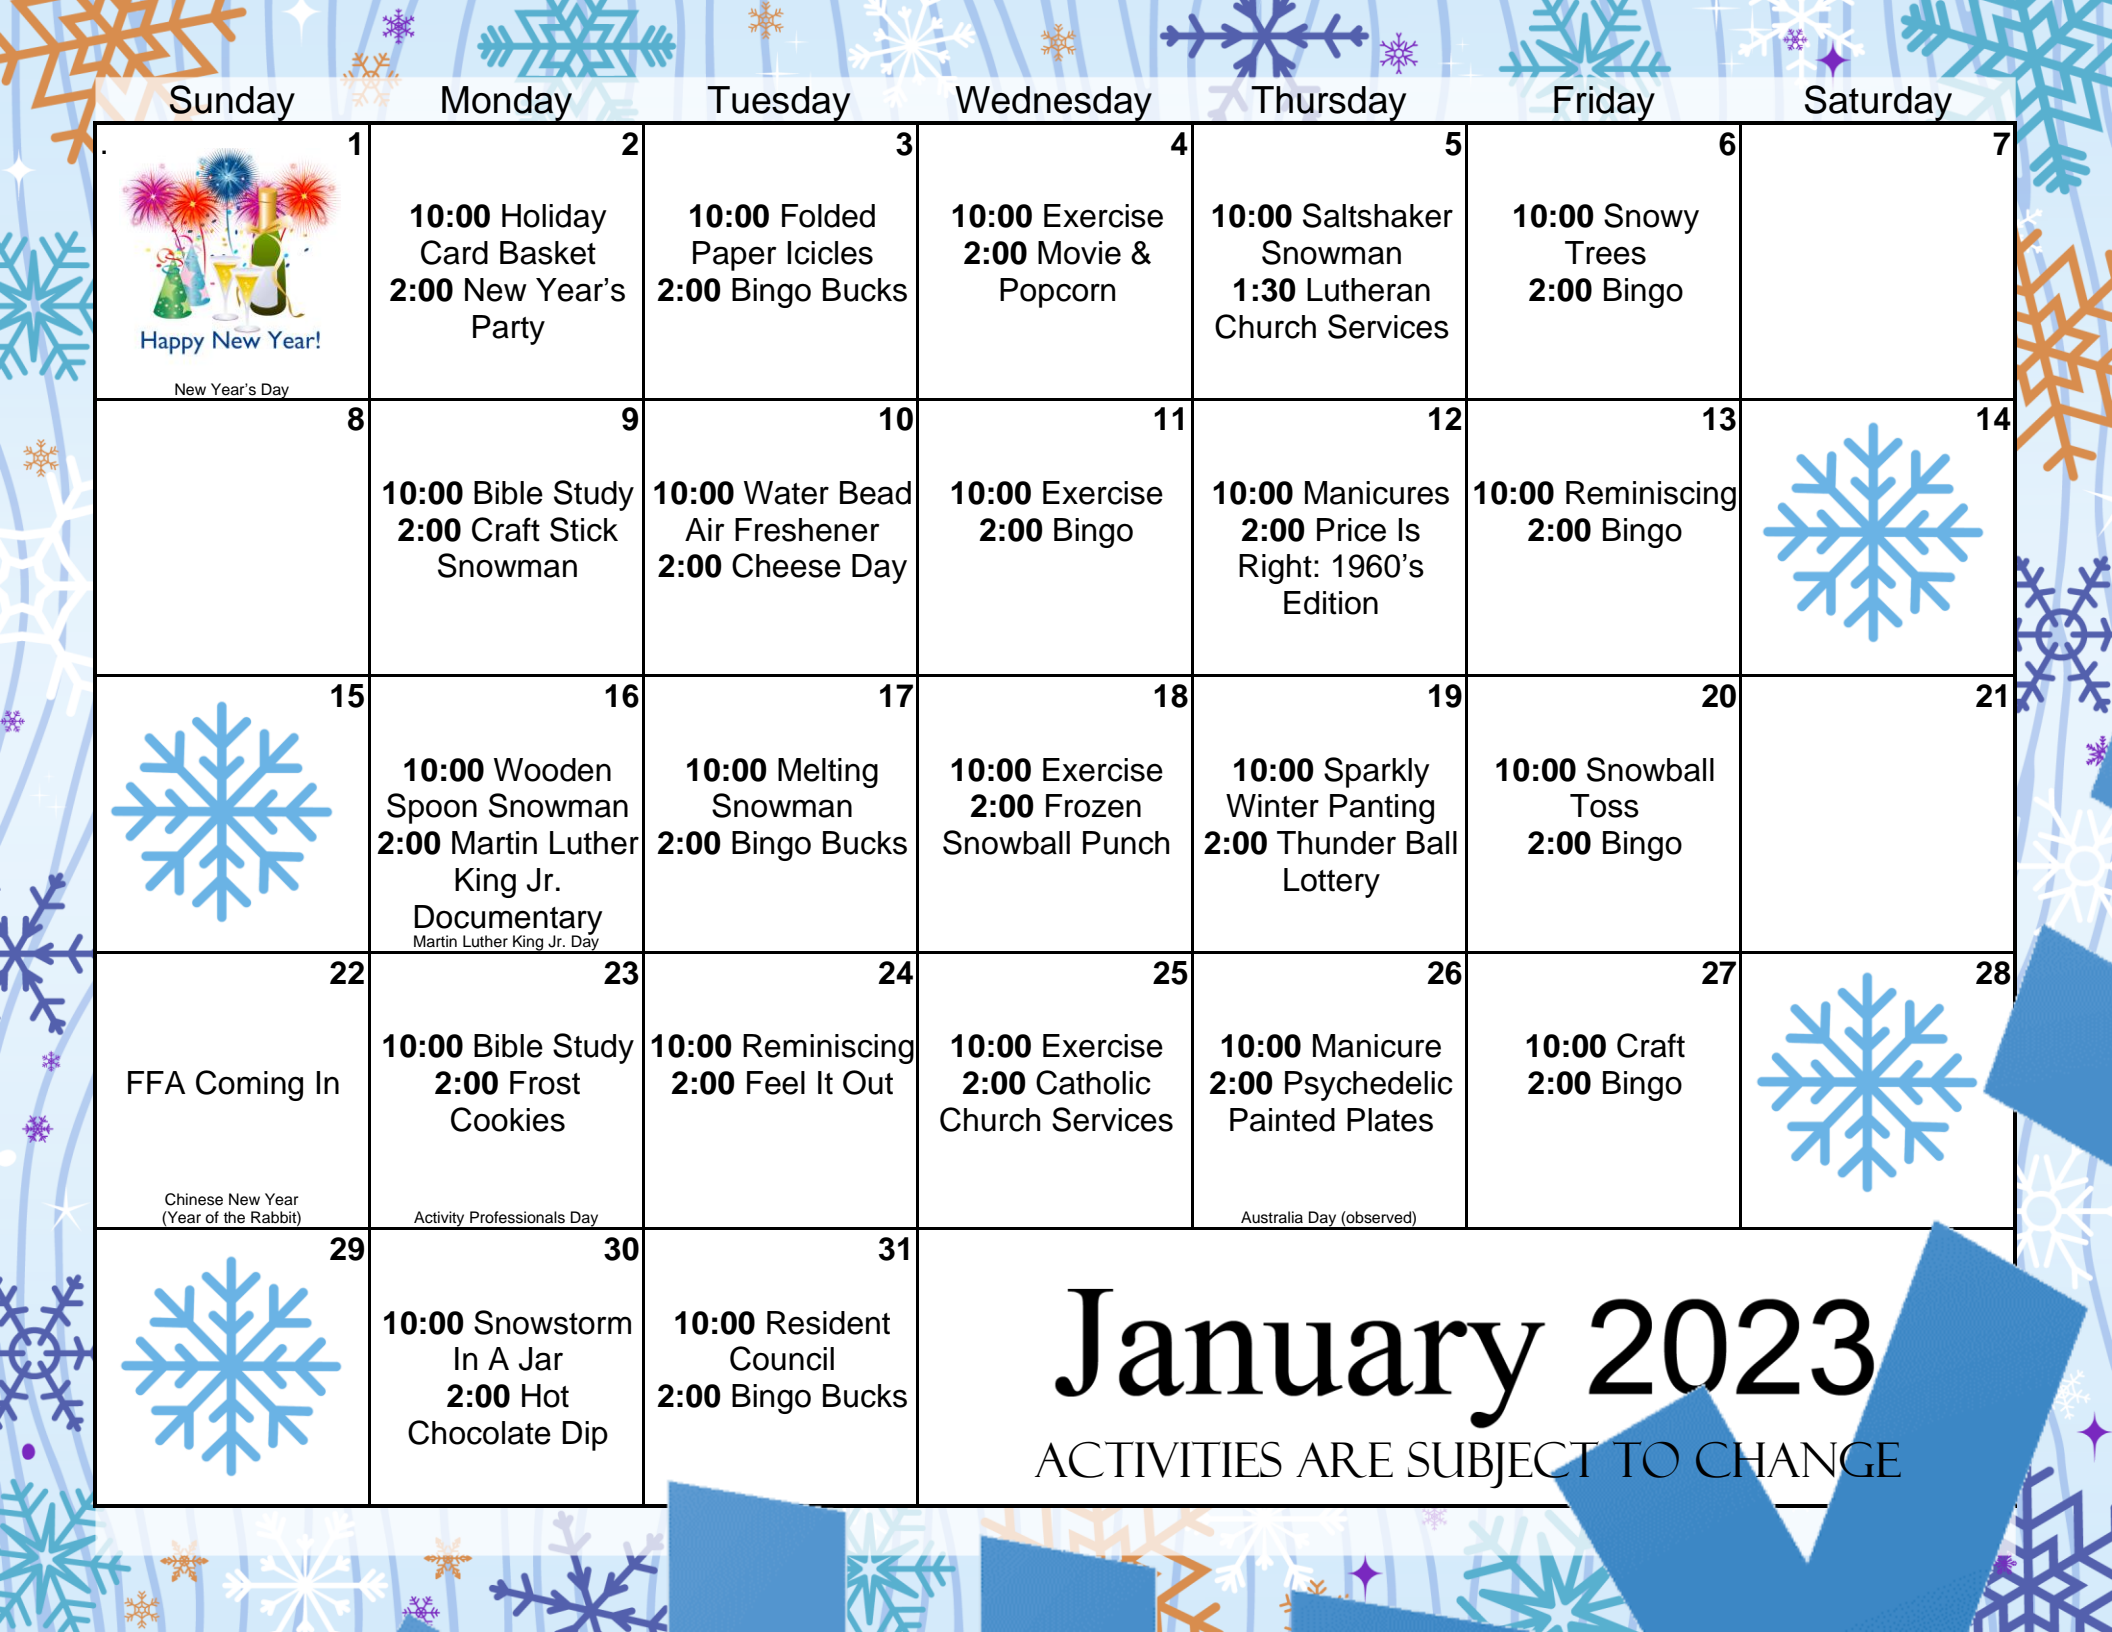 Sunday Monday Tuesday Wednesday Thursday Friday Saturday
.
1
Happy New Year!
New Year's Day
2
10:00 Holiday
Card Basket
2:00 New Year's
Party
3
10:00 Folded
Paper Icicles
2:00 Bingo Bucks
4
10:00 Exercise
2:00 Movie &
Popcorn
5
10:00 Saltshaker
Snowman
1:30 Lutheran
Church Services
6
10:00 Snowy
Trees
2:00 Bingo
7
8
9
10:00 Bible Study
2:00 Craft Stick
Snowman
10
10:00 Water Bead
Air Freshener
2:00 Cheese Day
11
10:00 Exercise
2:00 Bingo
12
10:00 Manicures
2:00 Price Is
Right: 1960's
Edition
13
10:00 Reminiscing
2:00 Bingo
14
15
16
10:00 Wooden
Spoon Snowman
2:00 Martin Luther
King Jr.
Documentary
Martin Luther King Jr. Day
17
10:00 Melting
Snowman
2:00 Bingo Bucks
18
10:00 Exercise
2:00 Frozen
Snowball Punch
19
10:00 Sparkly
Winter Panting
2:00 Thunder Ball
Lottery
20
10:00 Snowball
Toss
2:00 Bingo
21
22
FFA Coming In
Chinese New Year
(Year of the Rabbit)
23
10:00 Bible Study
2:00 Frost
Cookies
Activity Professionals Day
24
10:00 Reminiscing
2:00 Feel It Out
25
10:00 Exercise
2:00 Catholic
Church Services
26
10:00 Manicure
2:00 Psychedelic
Painted Plates
Australia Day (observed)
27
10:00 Craft
2:00 Bingo
28
29
30
10:00 Snowstorm
In A Jar
2:00 Hot
Chocolate Dip
31
10:00 Resident
Council
2:00 Bingo Bucks
January 2023
ACTIVITIES ARE SUBJECT TO CHANGE